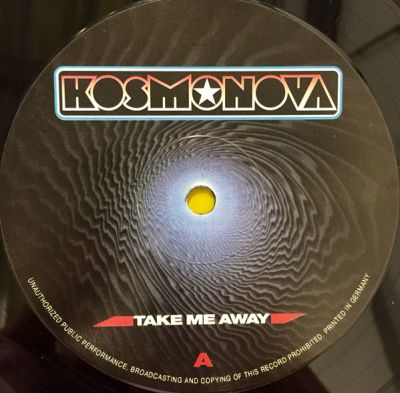 KOSMONOVA
TAKE ME AWAY
A
UNAUTHORIZED PUBLIC PERFORMANCE, BROADCASTING AND COPYING OF THIS RECORD PROHIBITED. PRINTED IN GERMANY